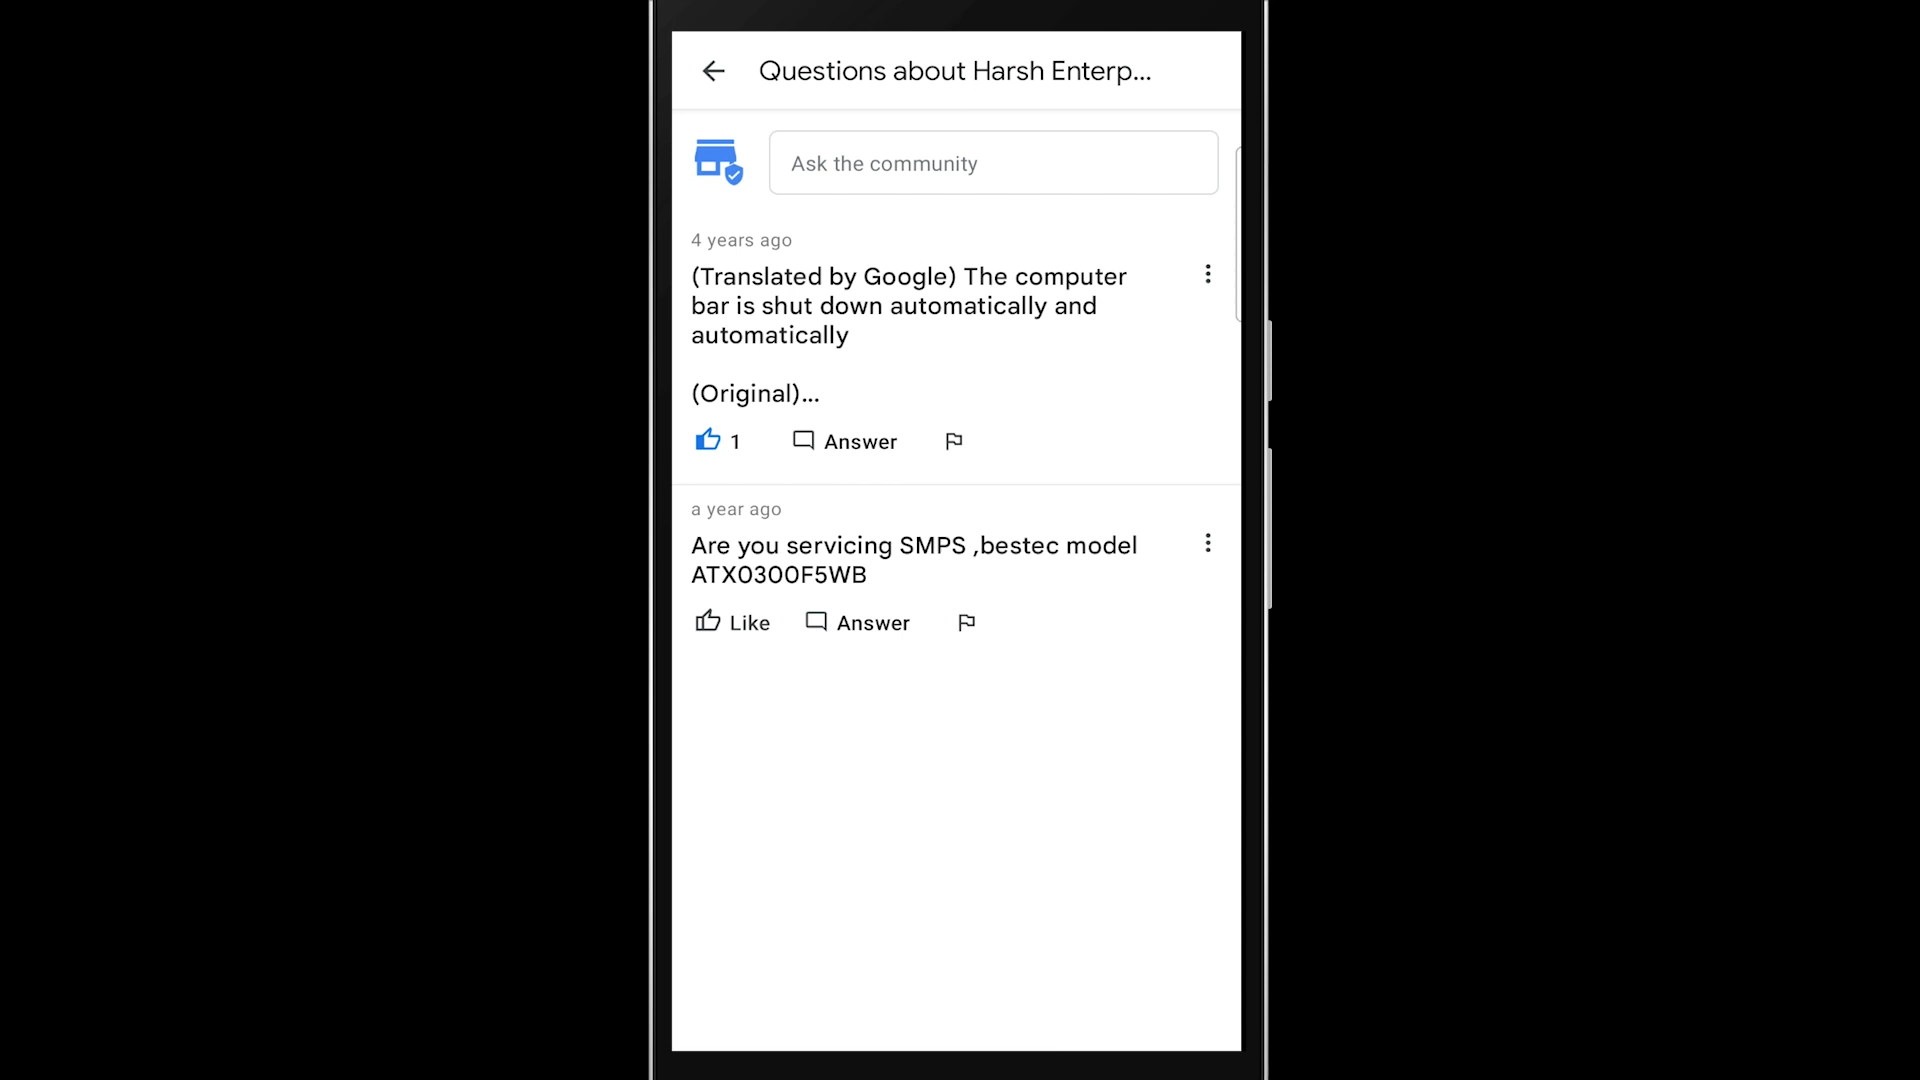 Questions about Harsh Enterp...
Ask the community
4 years ago
(Translated by Google) The computer
bar is shut down automatically and
automatically
(Original)...
1 Answer
a year ago
Are you servicing SMPS ,bestec model
ATX0300F5WB
Like Answer